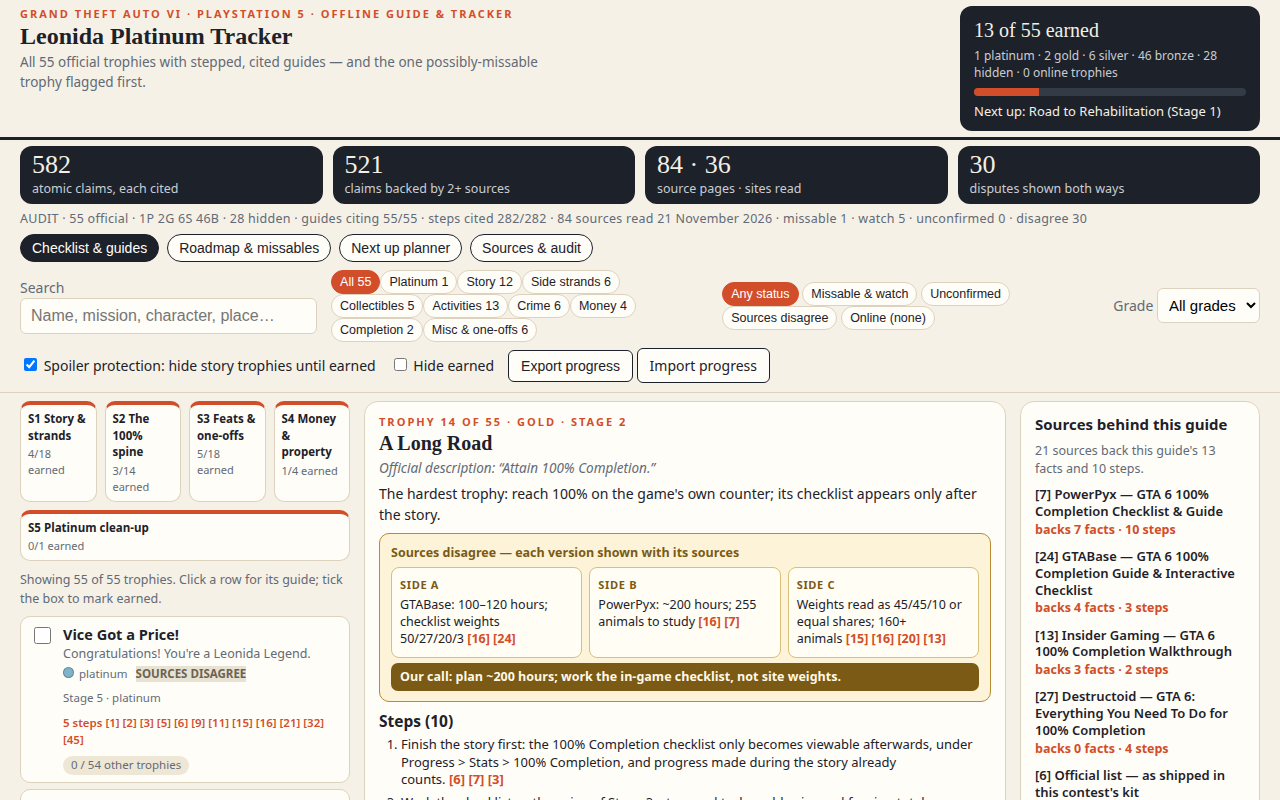 GRAND THEFT AUTO VI · PLAYSTATION 5 · OFFLINE GUIDE & TRACKER
Leonida Platinum Tracker
All 55 official trophies with stepped, cited guides — and the one possibly-missable
trophy flagged first.
13 of 55 earned
1 platinum · 2 gold · 6 silver · 46 bronze · 28
hidden · 0 online trophies
Next up: Road to Rehabilitation (Stage 1)
582
atomic claims, each cited
521
claims backed by 2+ sources
84 · 36
source pages · sites read
30
disputes shown both ways
AUDIT · 55 official · 1P 2G 6S 46B · 28 hidden · guides citing 55/55 · steps cited 282/282 · 84 sources read 21 November 2026 · missable 1 · watch 5 · unconfirmed 0 · disagree 30
Checklist & guides
Roadmap & missables
Next up planner
Sources & audit
Search
Name, mission, character, place…
All 55
Platinum 1
Story 12
Side strands 6
Collectibles 5
Activities 13
Crime 6
Money 4
Completion 2
Misc & one-offs 6
Any status
Missable & watch
Unconfirmed
Sources disagree
Online (none)
Grade
All grades
Spoiler protection: hide story trophies until earned
Hide earned
Export progress
Import progress
S1 Story &
strands
4/18
earned
S2 The
100%
spine
3/14
earned
S3 Feats &
one-offs
5/18
earned
S4 Money
&
property
1/4 earned
S5 Platinum clean-up
0/1 earned
Showing 55 of 55 trophies. Click a row for its guide; tick
the box to mark earned.
Vice Got a Price!
Congratulations! You're a Leonida Legend.
platinum SOURCES DISAGREE
Stage 5 · platinum
5 steps [1] [2] [3] [5] [6] [9] [11] [15] [16] [21] [32]
[45]
0 / 54 other trophies
TROPHY 14 OF 55 · GOLD · STAGE 2
A Long Road
Official description: “Attain 100% Completion.”
The hardest trophy: reach 100% on the game's own counter; its checklist appears only after
the story.
Sources disagree — each version shown with its sources
SIDE A
GTABase: 100–120 hours;
checklist weights
50/27/20/3 [16] [24]
SIDE B
PowerPyx: ~200 hours; 255
animals to study [16] [7]
SIDE C
Weights read as 45/45/10 or
equal shares; 160+
animals [15] [16] [20] [13]
Our call: plan ~200 hours; work the in-game checklist, not site weights.
Steps (10)
1. Finish the story first: the 100% Completion checklist only becomes viewable afterwards, under
Progress > Stats > 100% Completion, and progress made during the story already
counts. [6] [7] [3]
Sources behind this guide
21 sources back this guide's 13
facts and 10 steps.
[7] PowerPyx — GTA 6 100%
Completion Checklist & Guide
backs 7 facts · 10 steps
[24] GTABase — GTA 6 100%
Completion Guide & Interactive
Checklist
backs 4 facts · 3 steps
[13] Insider Gaming — GTA 6
100% Completion Walkthrough
backs 3 facts · 2 steps
[27] Destructoid — GTA 6:
Everything You Need To Do for
100% Completion
backs 0 facts · 4 steps
[6] Official list — as shipped in
this contest's kit